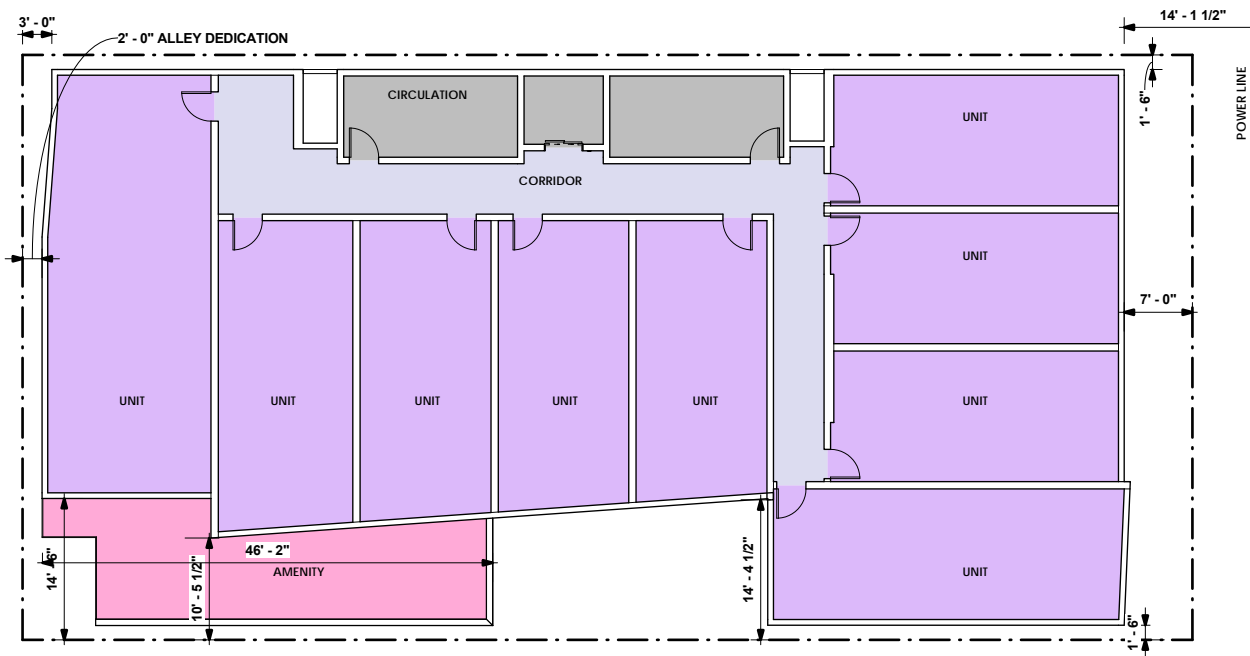 3' - 0"
14' - 1 1/2"
2' - 0" ALLEY DEDICATION
POWER LINE
CIRCULATION
1' - 6"
UNIT
CORRIDOR
UNIT
7' - 0"
UNIT
UNIT
UNIT
UNIT
UNIT
UNIT
46' - 2"
14' - 6"
10' - 5 1/2"
AMENITY
14' - 4 1/2"
UNIT
1' - 6"